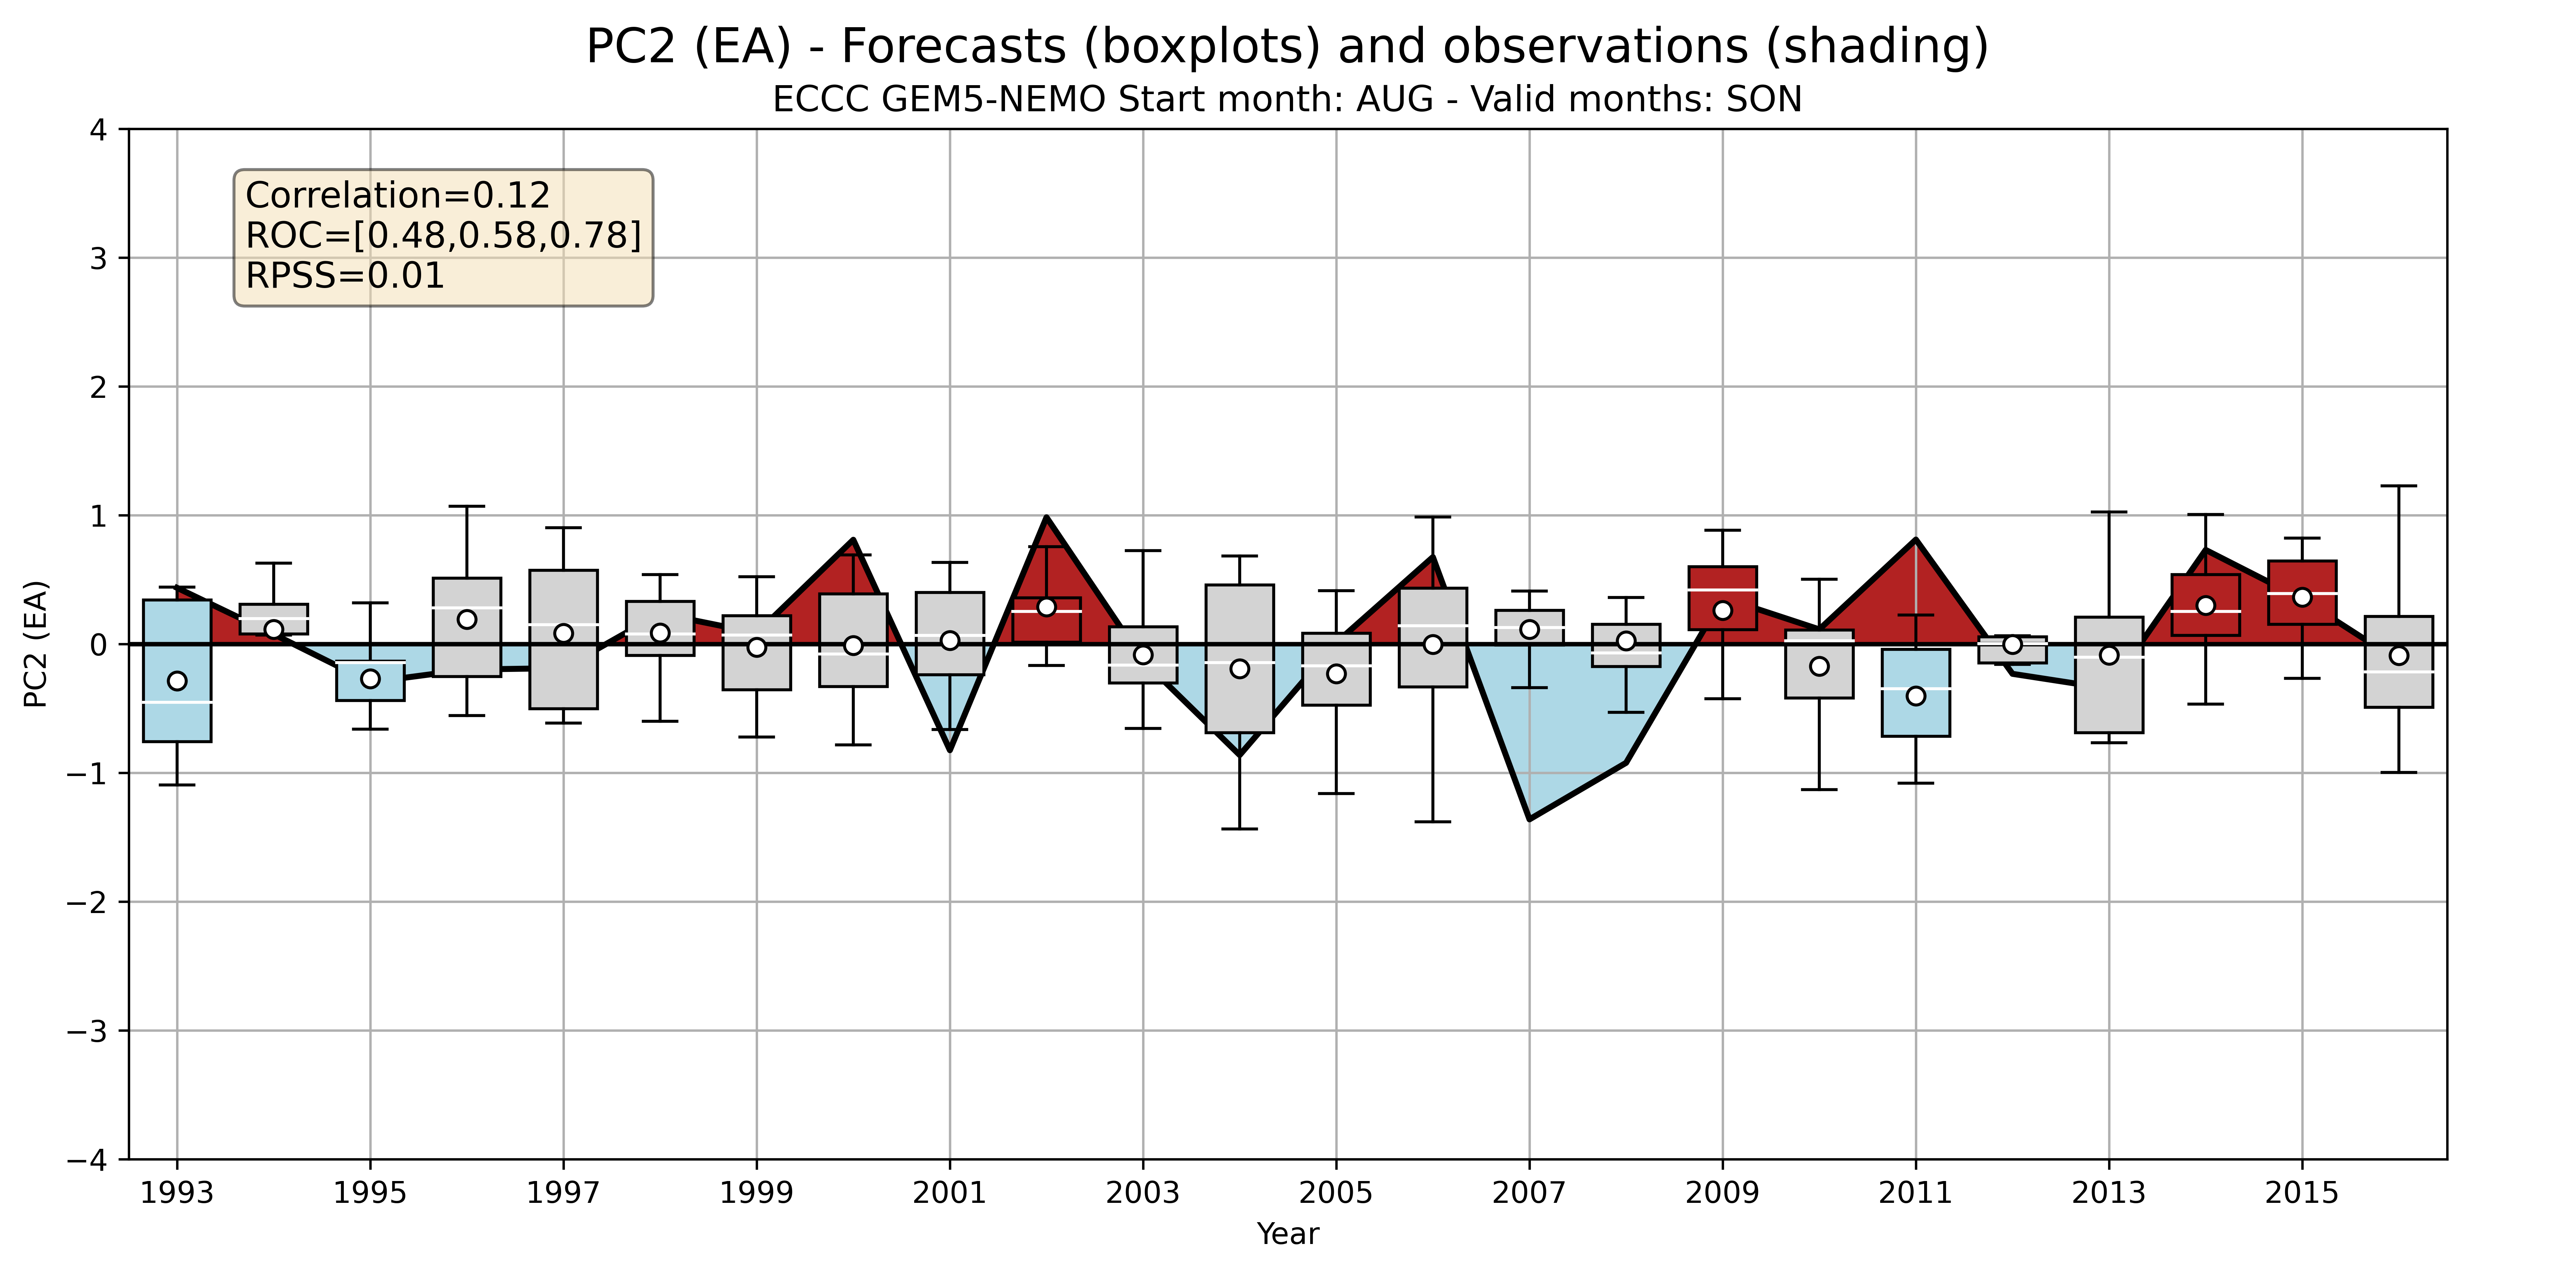 PC2 (EA) - Forecasts (boxplots) and observations (shading)
ECCC GEM5-NEMO Start month: AUG - Valid months: SON
Correlation=0.12
ROC=[0.48,0.58,0.78]
RPSS=0.01
PC2 (EA)
4
3
2
1
0
−1
−2
−3
−4
1993 1995 1997 1999 2001 2003 2005 2007 2009 2011 2013 2015
Year